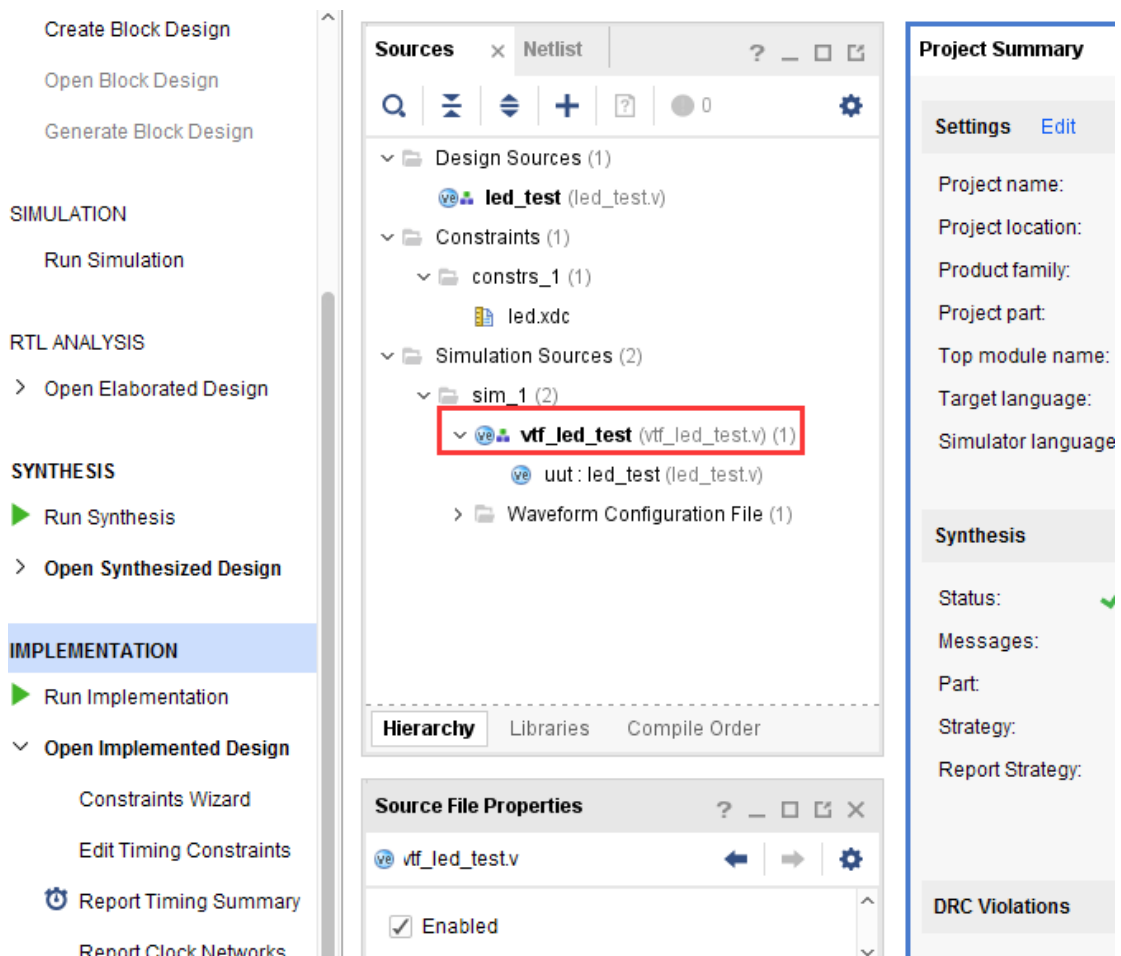 Create Block Design
Open Block Design
Generate Block Design
SIMULATION
Run Simulation
RTL ANALYSIS
Open Elaborated Design
SYNTHESIS
Run Synthesis
Open Synthesized Design
IMPLEMENTATION
Run Implementation
Open Implemented Design
Constraints Wizard
Edit Timing Constraints
Report Timing Summary
Report Clock Networks
Sources Netlist
0
Design Sources (1)
led_test (led_test.v)
Constraints (1)
constrs_1 (1)
led.xdc
Simulation Sources (2)
sim_1 (2)
vtf_led_test (vtf_led_test.v) (1)
uut : led_test (led_test.v)
Waveform Configuration File (1)
Hierarchy Libraries Compile Order
Source File Properties
vtf_led_test.v
Enabled
Project Summary
Settings Edit
Project name:
Project location:
Product family:
Project part:
Top module name:
Target language:
Simulator language
Synthesis
Status:
Messages:
Part:
Strategy:
Report Strategy:
DRC Violations